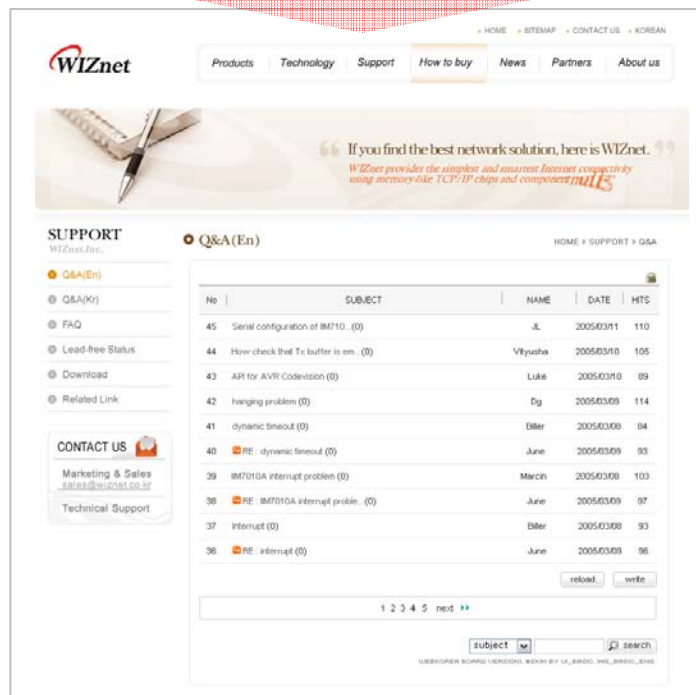 HOME SITEMAP CONTACT US KOREAN
WIZnet
Products Technology Support How to buy News Partners About us
If you find the best network solution, here is WIZnet.
WIZnet provides the simplest and smartest Internet connectivity
using memory-like TCP/IP chips and component
SUPPORT
WIZnet,Inc.
Q&A(En)
Q&A(Kr)
FAQ
Lead-free Status
Download
Related Link
CONTACT US
Marketing & Sales
sales@wiznet.co.kr
Technical Support
Q&A(En)
HOME > SUPPORT > Q&A
No SUBJECT NAME DATE HITS
45 Serial configuration of IIM710.. (0) JL 2005/03/11 110
44 How check that Tx buffer is em.. (0) Vityusha 2005/03/10 105
43 API for AVR Codevision (0) Luke 2005/03/10 89
42 hanging problem (0) Dg 2005/03/09 114
41 dynamic timeout (0) Biller 2005/03/08 84
40 RE : dynamic timeout (0) June 2005/03/09 93
39 IIM7010A interrupt problem (0) Marcin 2005/03/08 103
38 RE : IIM7010A interrupt proble.. (0) June 2005/03/09 97
37 Interrupt (0) Biller 2005/03/08 93
36 RE : interrupt (0) June 2005/03/09 98
reload write
1 2 3 4 5 next
subject search